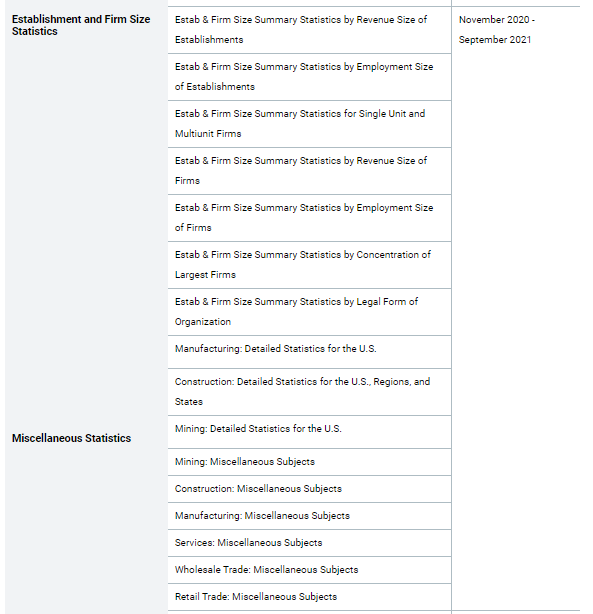 Establishment and Firm Size
Statistics
Estab & Firm Size Summary Statistics by Revenue Size of
Establishments
November 2020 -
September 2021
Estab & Firm Size Summary Statistics by Employment Size
of Establishments
Estab & Firm Size Summary Statistics for Single Unit and
Multiunit Firms
Estab & Firm Size Summary Statistics by Revenue Size of
Firms
Estab & Firm Size Summary Statistics by Employment Size
of Firms
Estab & Firm Size Summary Statistics by Concentration of
Largest Firms
Estab & Firm Size Summary Statistics by Legal Form of
Organization
Manufacturing: Detailed Statistics for the U.S.
Construction: Detailed Statistics for the U.S., Regions, and
States
Mining: Detailed Statistics for the U.S.
Miscellaneous Statistics
Mining: Miscellaneous Subjects
Construction: Miscellaneous Subjects
Manufacturing: Miscellaneous Subjects
Services: Miscellaneous Subjects
Wholesale Trade: Miscellaneous Subjects
Retail Trade: Miscellaneous Subjects